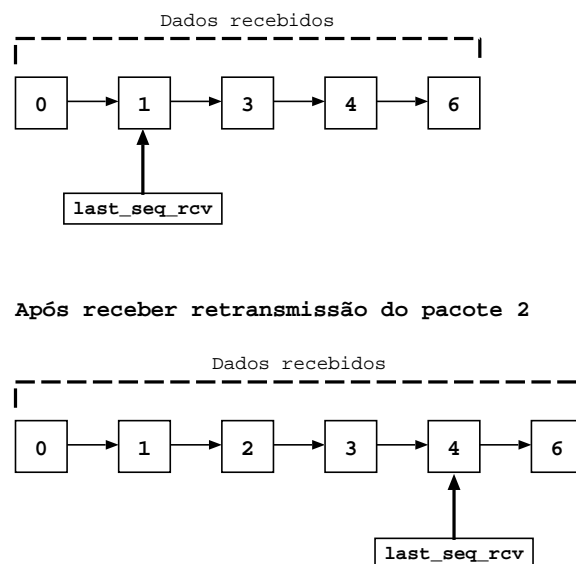 Dados recebidos
0 1 3 4 6
last_seq_rcv
Após receber retransmissão do pacote 2
Dados recebidos
0 1 2 3 4 6
last_seq_rcv